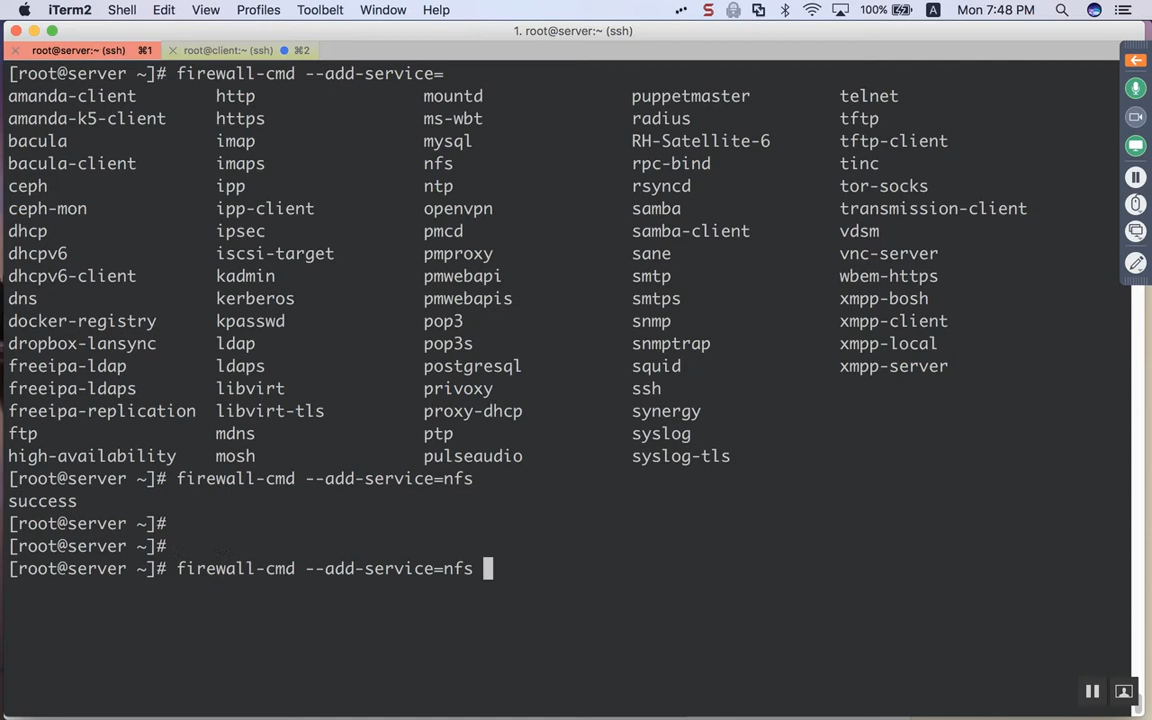 iTerm2 Shell Edit View Profiles Toolbelt Window Help 100% A Mon 7:48 PM
1. root@server:~ (ssh)
root@server:~ (ssh) ⌘1 root@client:~ (ssh) ⌘2
[root@server ~]# firewall-cmd --add-service=
amanda-client http mountd puppetmaster telnet
amanda-k5-client https ms-wbt radius tftp
bacula imap mysql RH-Satellite-6 tftp-client
bacula-client imaps nfs rpc-bind tinc
ceph ipp ntp rsyncd tor-socks
ceph-mon ipp-client openvpn samba transmission-client
dhcp ipsec pmcd samba-client vdsm
dhcpv6 iscsi-target pmproxy sane vnc-server
dhcpv6-client kadmin pmwebapi smtp wbem-https
dns kerberos pmwebapis smtps xmpp-bosh
docker-registry kpasswd pop3 snmp xmpp-client
dropbox-lansync ldap pop3s snmptrap xmpp-local
freeipa-ldap ldaps postgresql squid xmpp-server
freeipa-ldaps libvirt privoxy ssh
freeipa-replication libvirt-tls proxy-dhcp synergy
ftp mdns ptp syslog
high-availability mosh pulseaudio syslog-tls
[root@server ~]# firewall-cmd --add-service=nfs
success
[root@server ~]#
[root@server ~]#
[root@server ~]# firewall-cmd --add-service=nfs